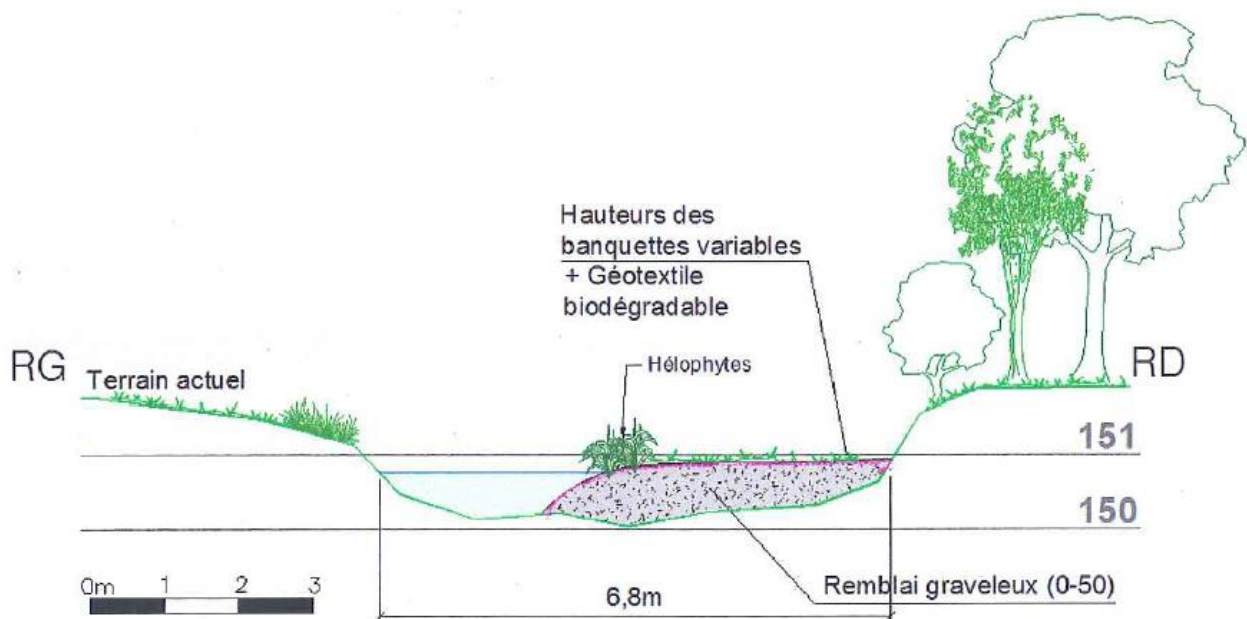 Hauteurs des
banquettes variables
+ Géotextile
biodégradable
Hélophytes
RG
Terrain actuel
RD
151
150
0m 1 2 3
6,8m
Remblai graveleux (0-50)